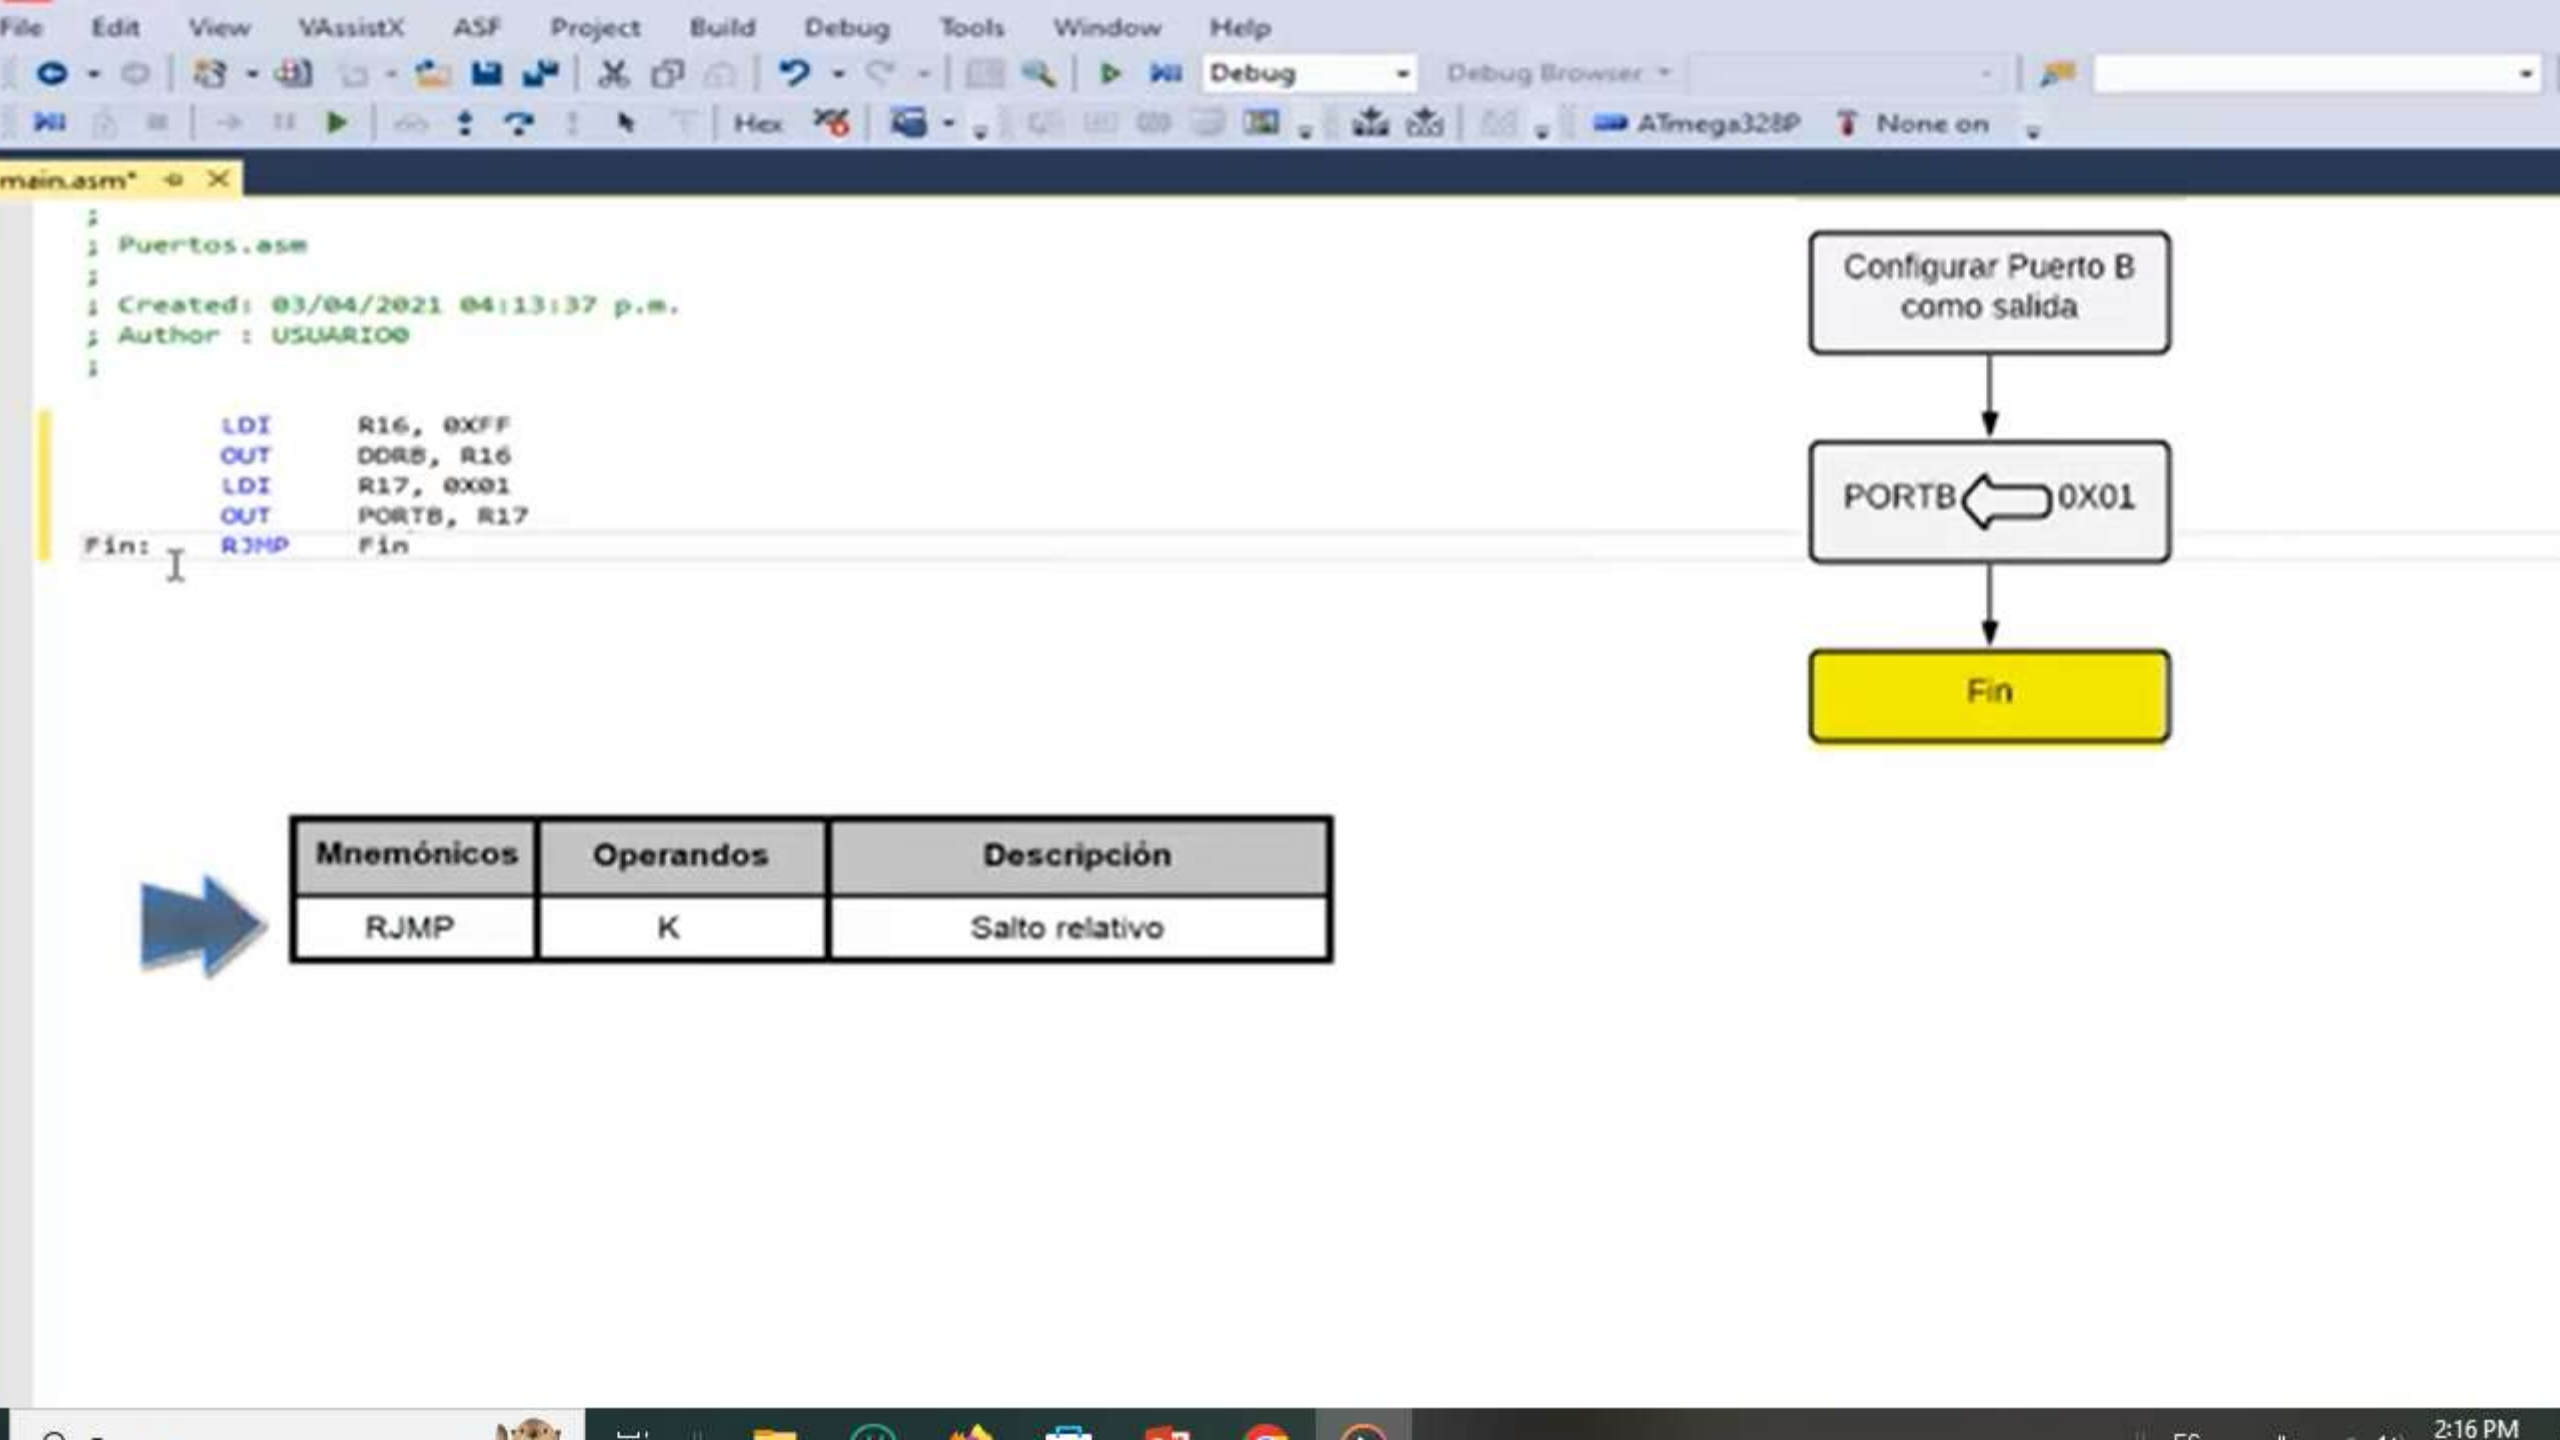 File Edit View VAssistX ASF Project Build Debug Tools Window Help
Debug Debug Browser
Hex ATmega328P None on
main.asm*
;
; Puertos.asm
;
; Created: 03/04/2021 04:13:37 p.m.
; Author : USUARIO0
;
LDI R16, 0XFF
OUT DDRB, R16
LDI R17, 0X01
OUT PORTB, R17
Fin: RJMP Fin
Configurar Puerto B
como salida
PORTB 0X01
Fin
Mnemónicos Operandos Descripción
RJMP K Salto relativo
2:16 PM